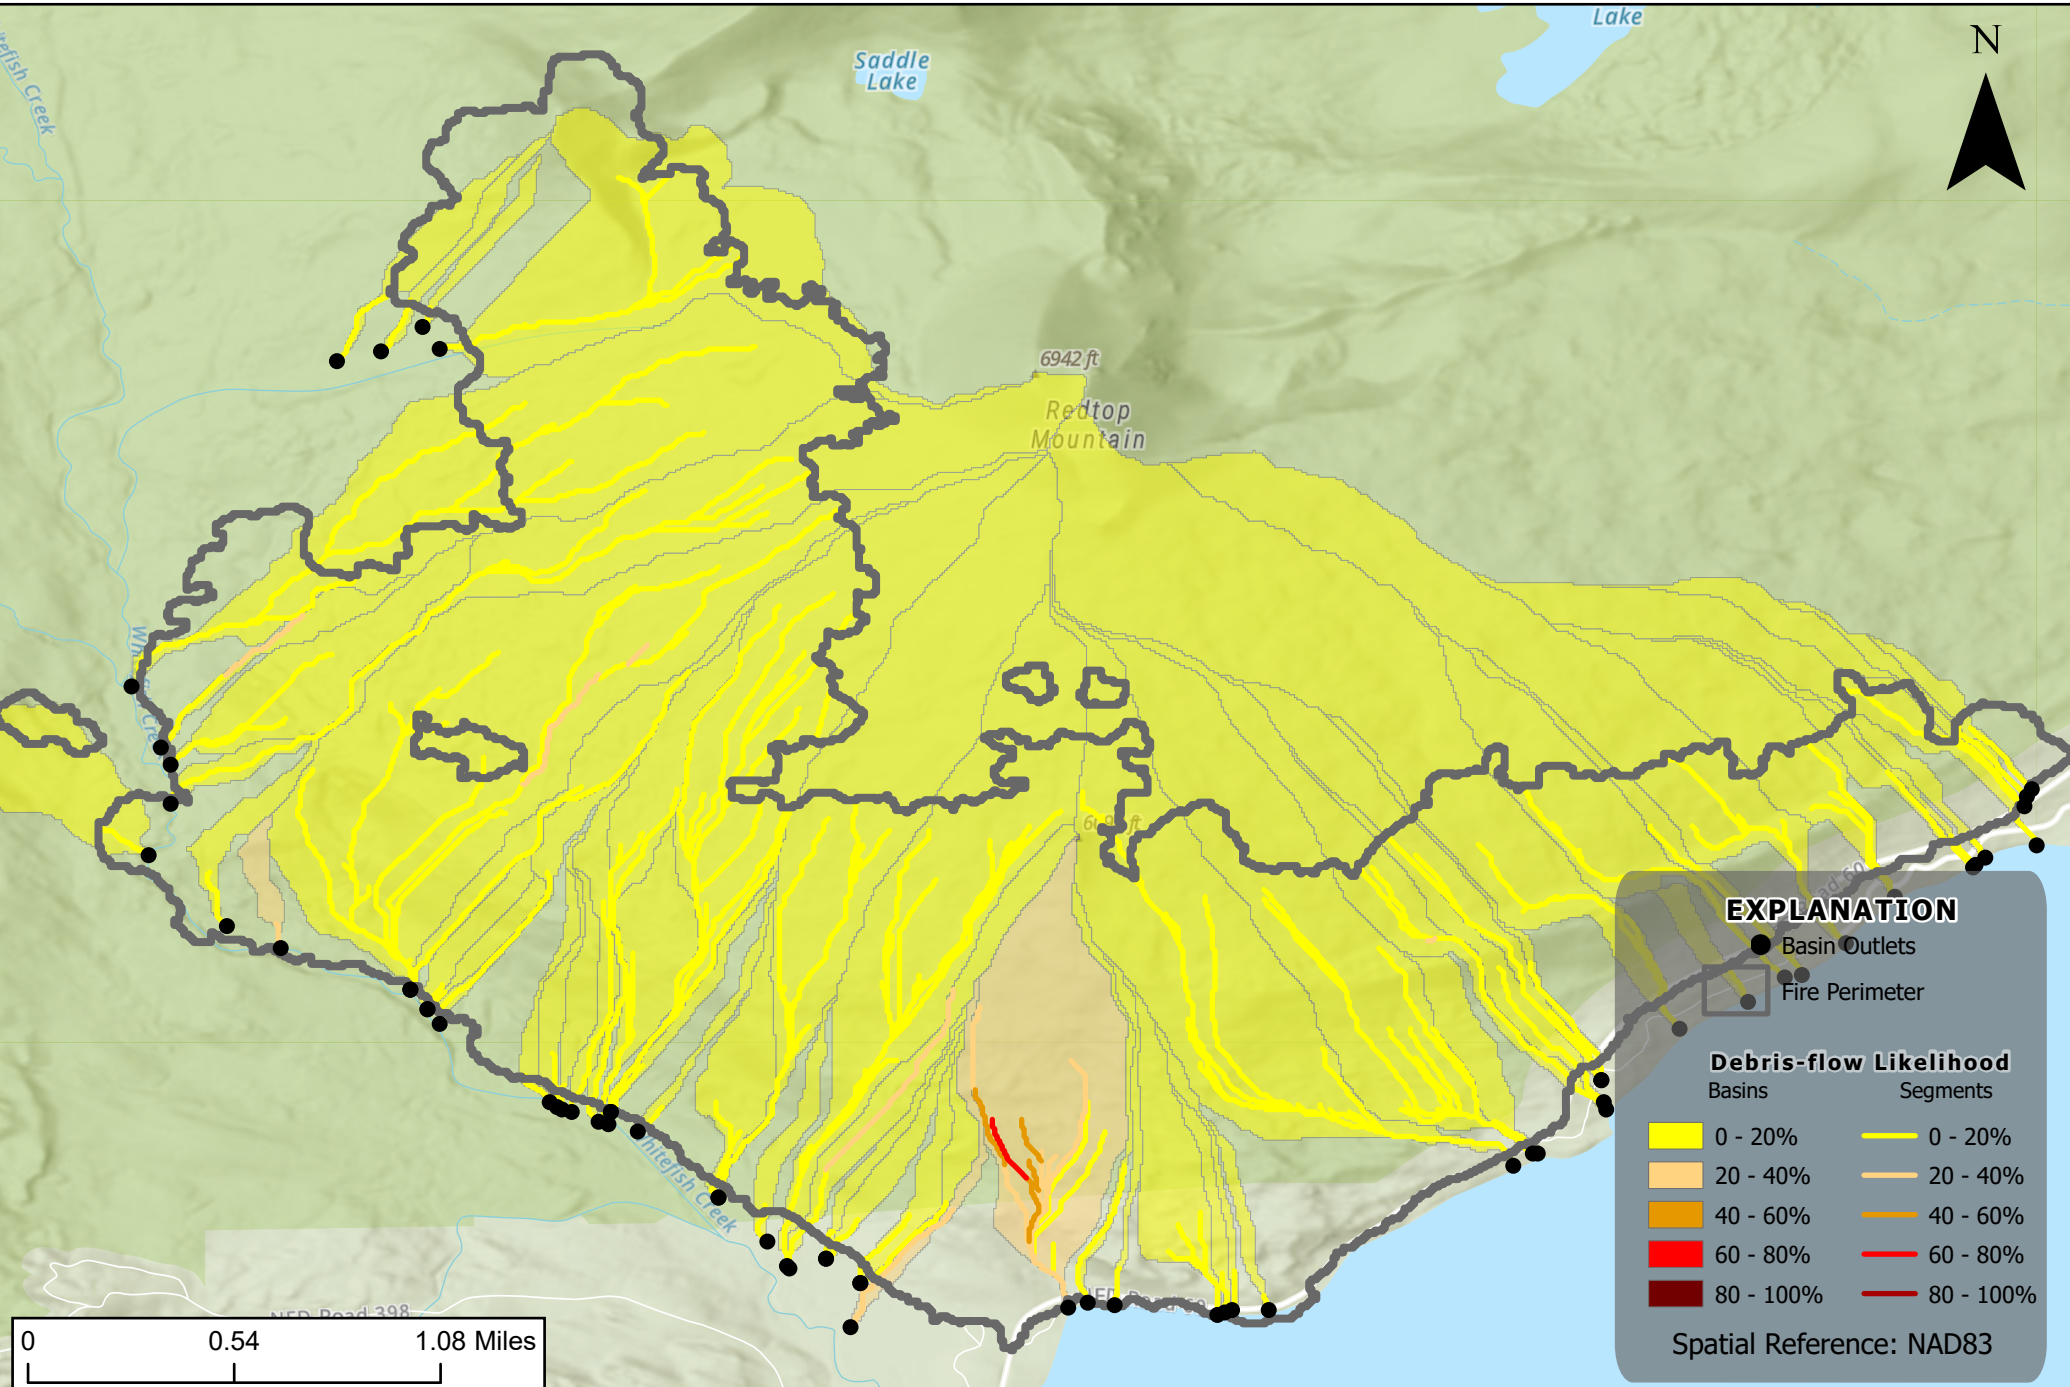 Lake
N
Saddle
Lake
6942 ft
Redtop
Mountain
Whitefish Creek
NFD Road 398
EXPLANATION
Basin Outlets
Fire Perimeter
Debris-flow Likelihood
Basins Segments
0 - 20% 0 - 20%
20 - 40% 20 - 40%
40 - 60% 40 - 60%
60 - 80% 60 - 80%
80 - 100% 80 - 100%
Spatial Reference: NAD83
0 0.54 1.08 Miles